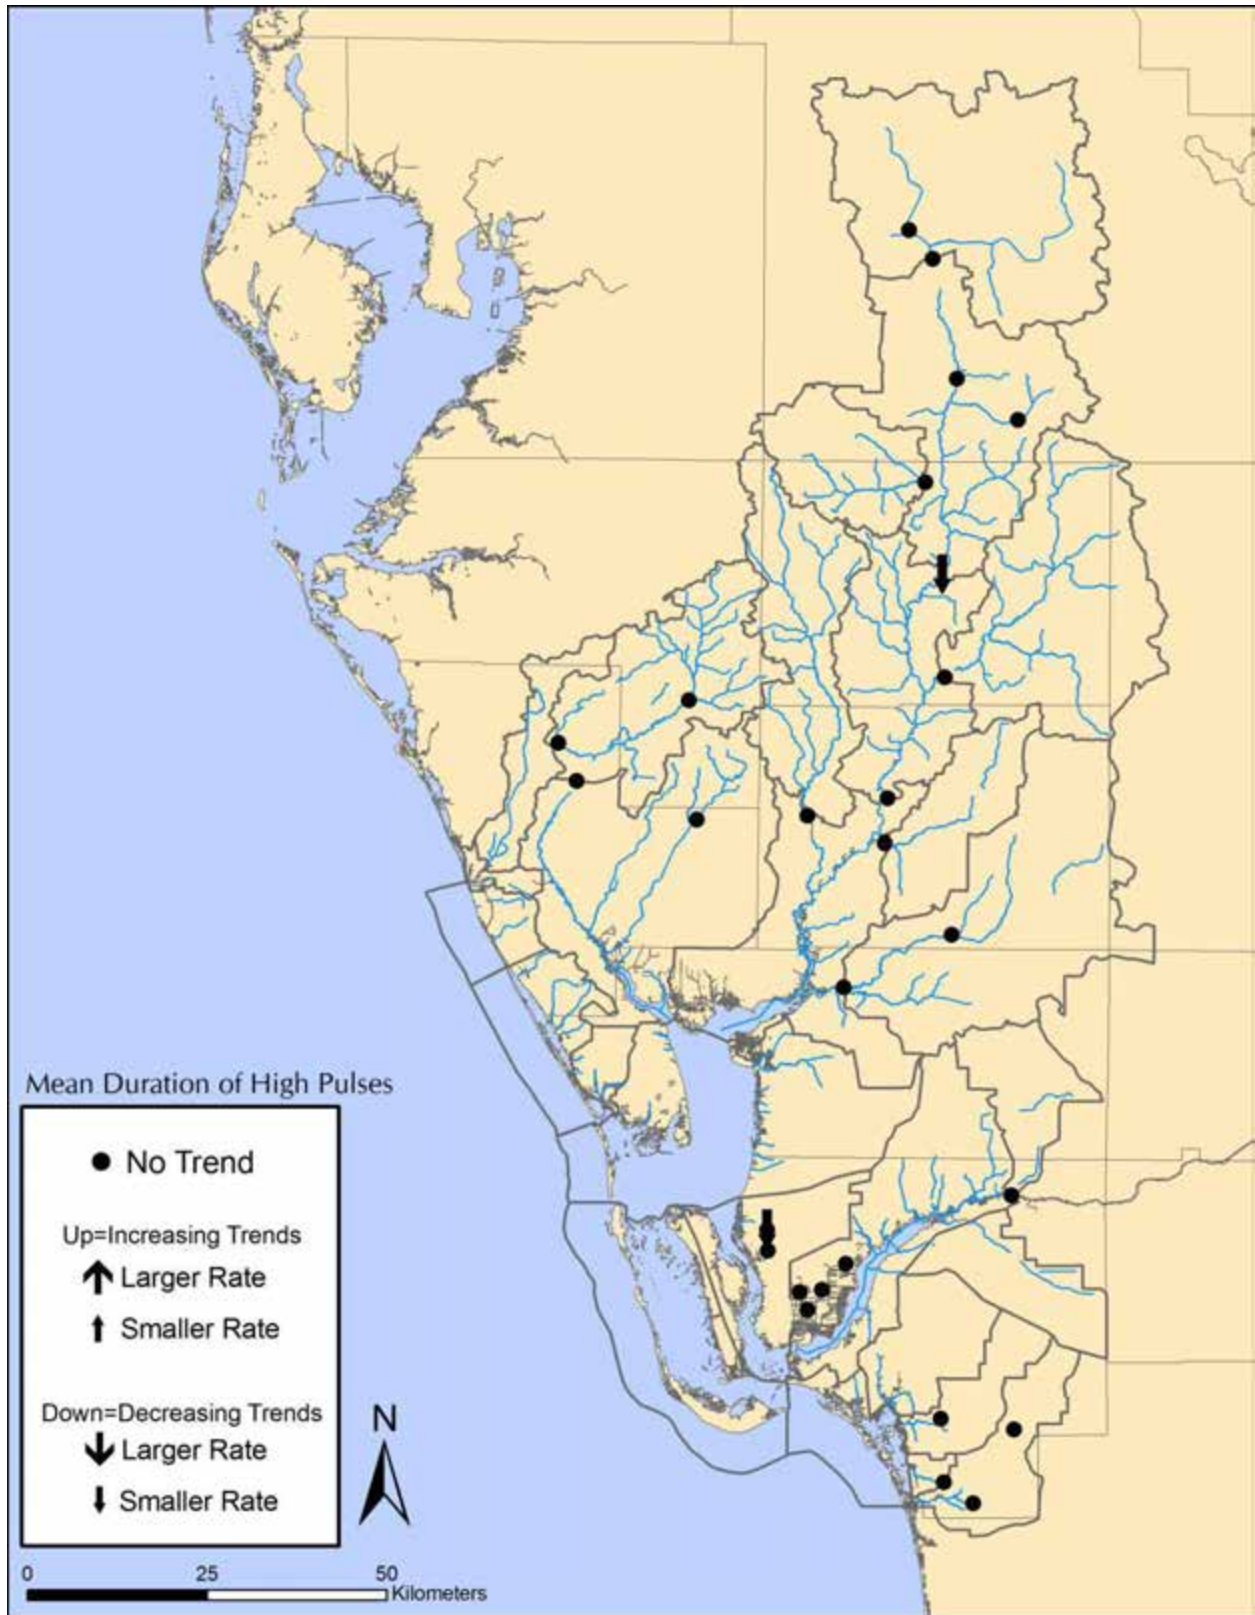 Mean Duration of High Pulses
No Trend
Up=Increasing Trends
Larger Rate
Smaller Rate
Down=Decreasing Trends
Larger Rate
Smaller Rate
N
0 25 50
Kilometers